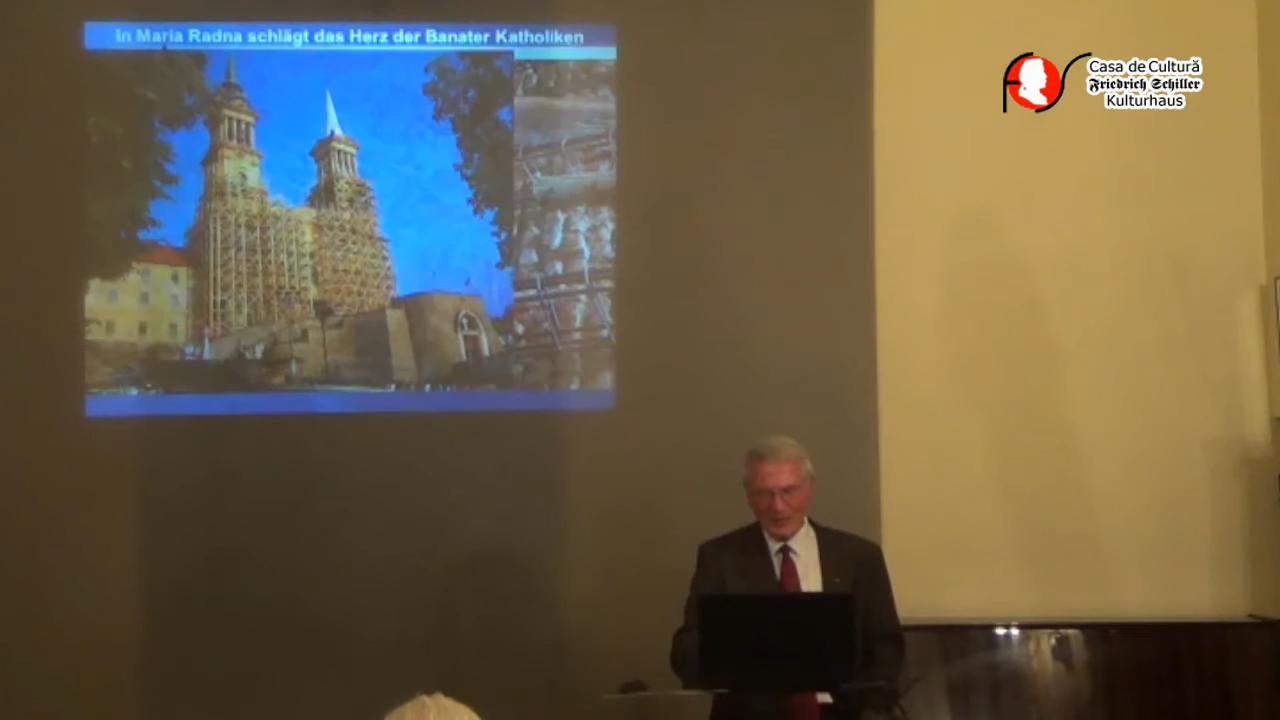 In Maria Radna schlägt das Herz der Banater Katholiken
Casa de Cultură
Friedrich Schiller
Kulturhaus